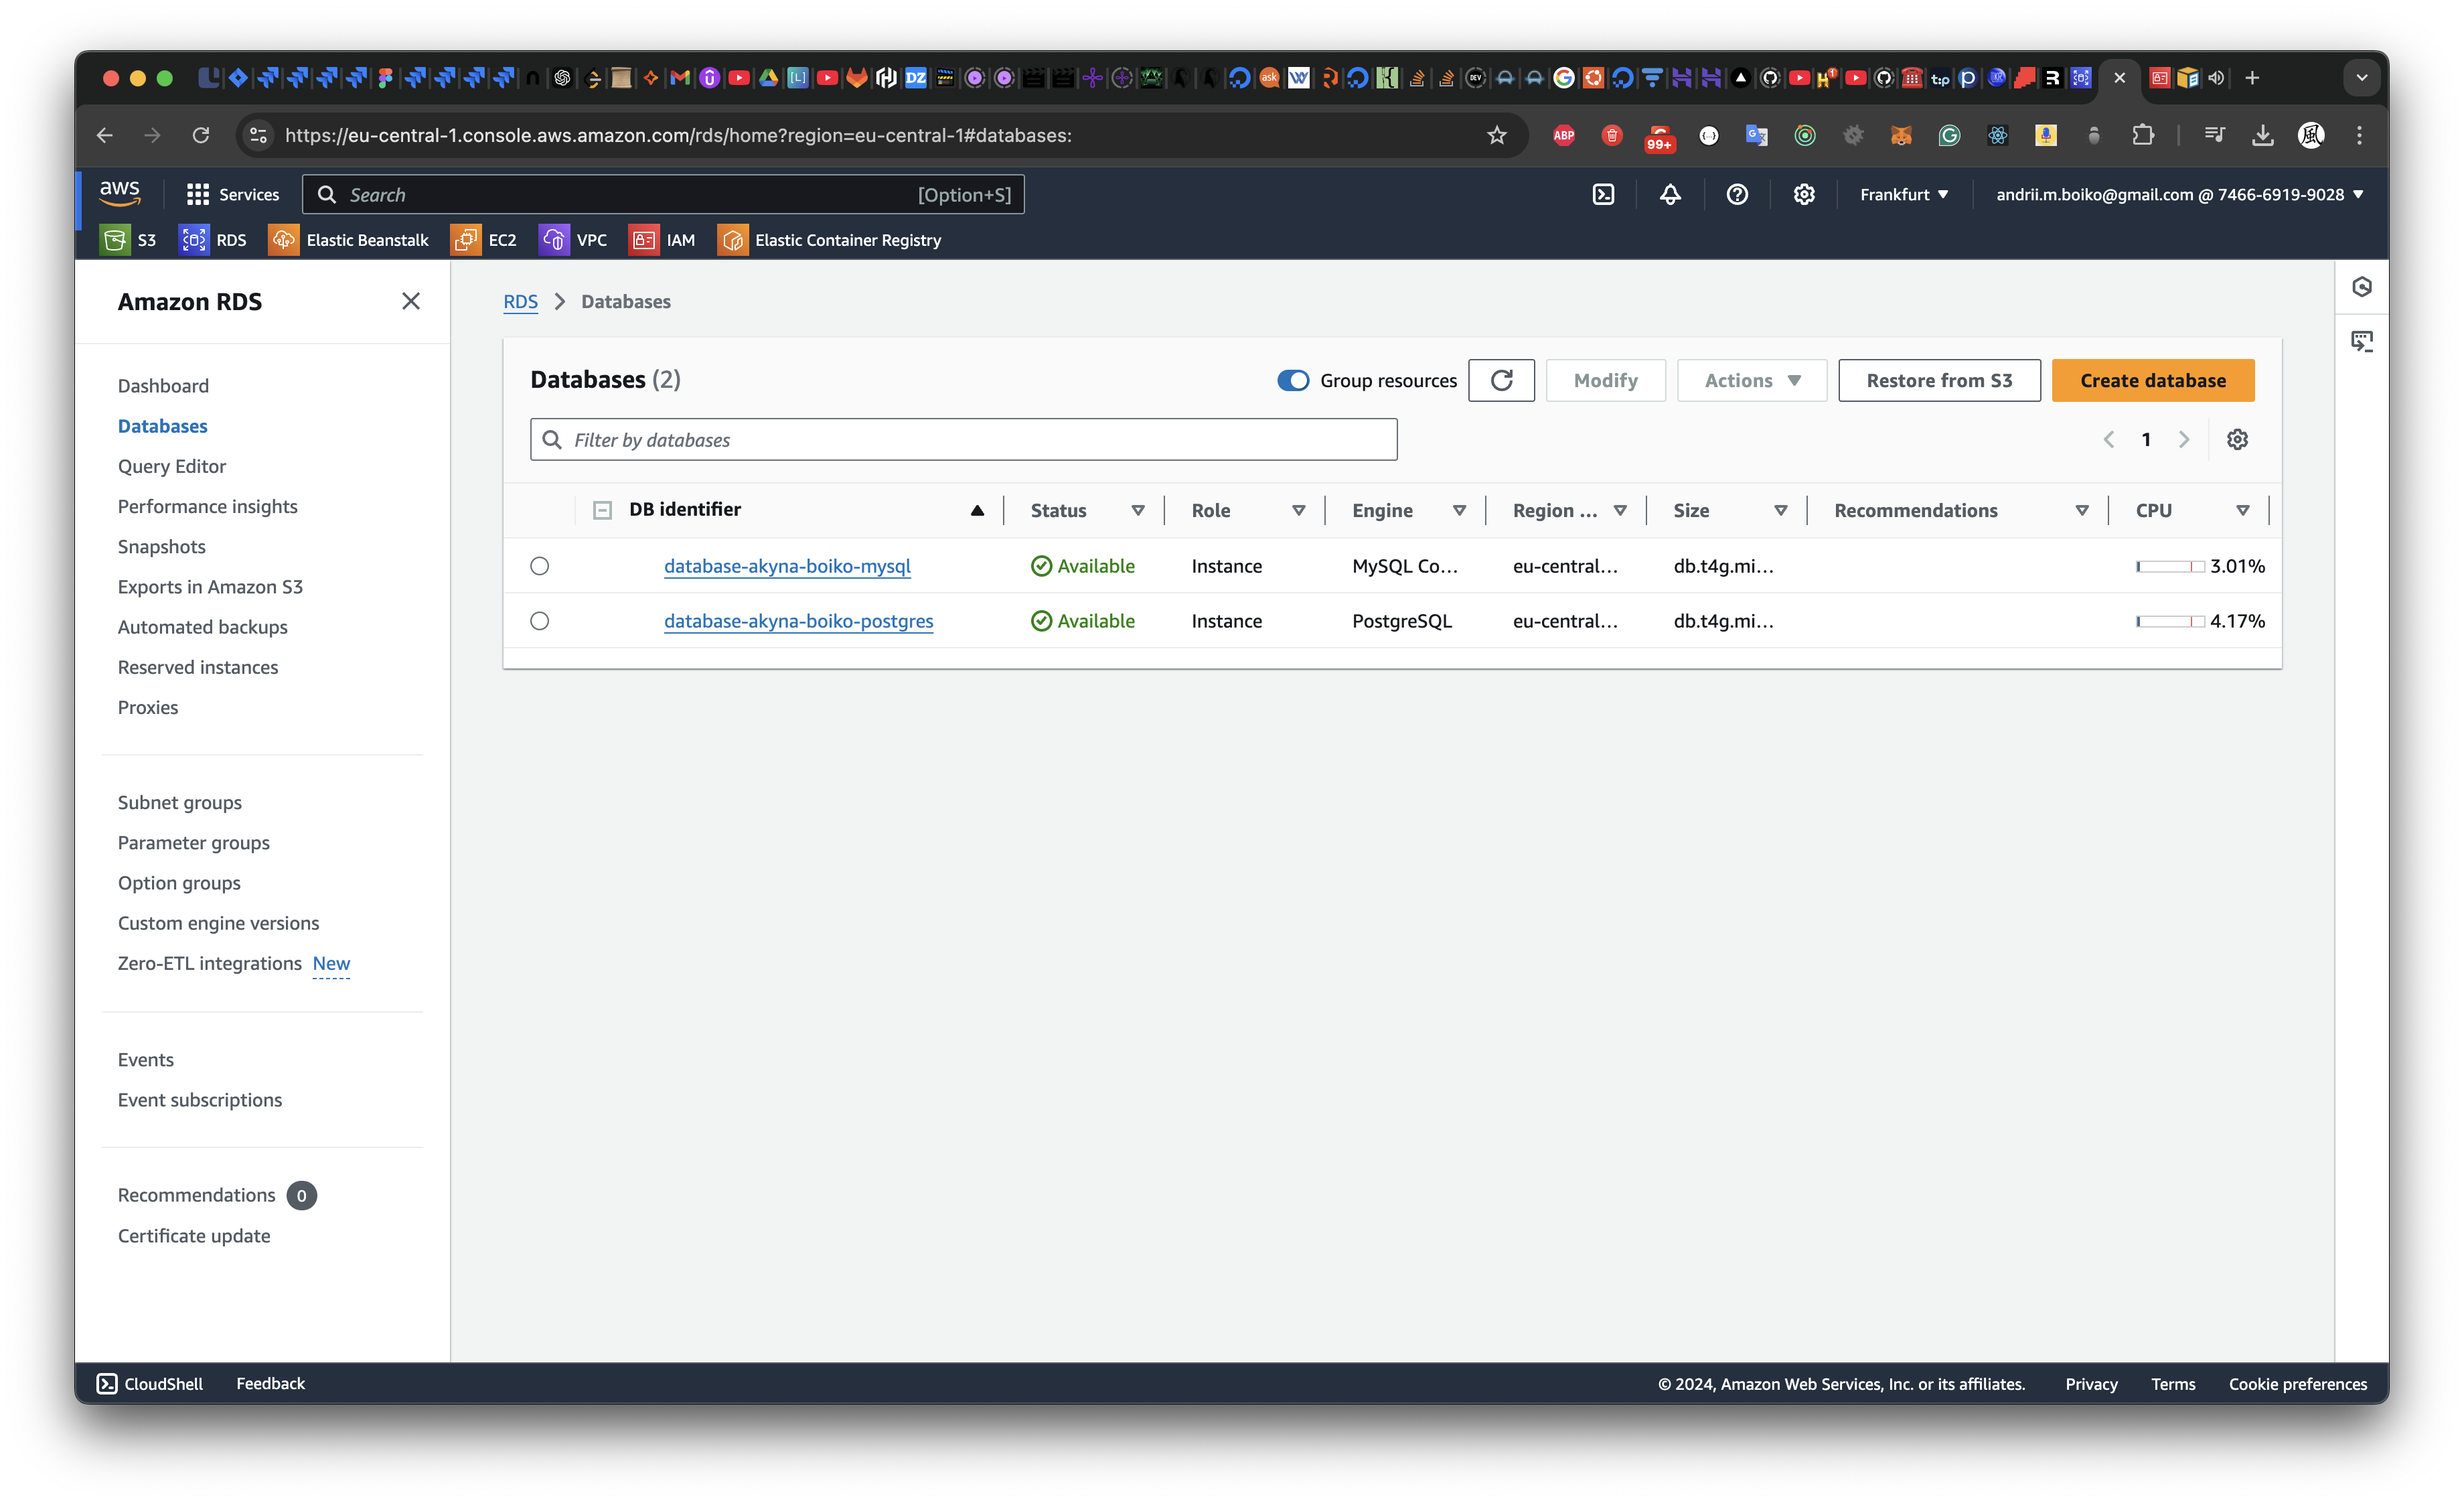 https://eu-central-1.console.aws.amazon.com/rds/home?region=eu-central-1#databases:
ABP
99+
aws
Services
Search
[Option+S]
Frankfurt
andrii.m.boiko@gmail.com @ 7466-6919-9028
S3
RDS
Elastic Beanstalk
EC2
VPC
IAM
Elastic Container Registry
Amazon RDS
Dashboard
Databases
Query Editor
Performance insights
Snapshots
Exports in Amazon S3
Automated backups
Reserved instances
Proxies
Subnet groups
Parameter groups
Option groups
Custom engine versions
Zero-ETL integrations New
Events
Event subscriptions
Recommendations 0
Certificate update
RDS > Databases
Databases (2)
Group resources
Modify
Actions
Restore from S3
Create database
Filter by databases
1
DB identifier Status Role Engine Region ... Size Recommendations CPU
database-akyna-boiko-mysql Available Instance MySQL Co... eu-central... db.t4g.mi... 3.01%
database-akyna-boiko-postgres Available Instance PostgreSQL eu-central... db.t4g.mi... 4.17%
CloudShell
Feedback
© 2024, Amazon Web Services, Inc. or its affiliates.
Privacy
Terms
Cookie preferences